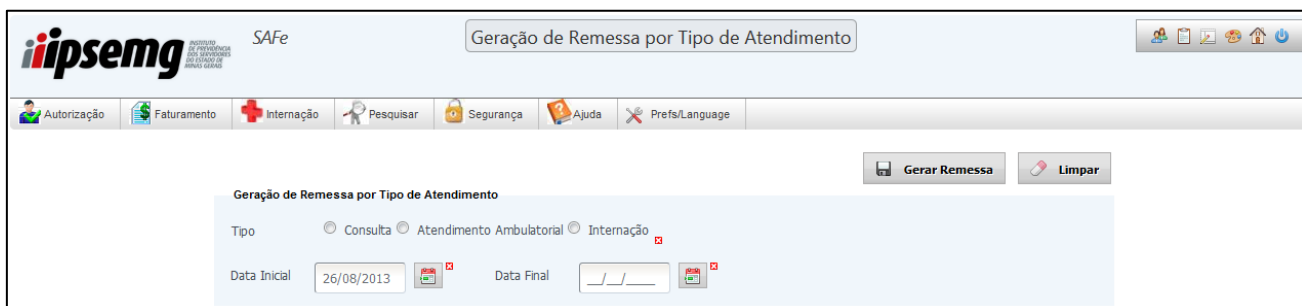 ipsemg
INSTITUTO
DE PREVIDÊNCIA
DOS SERVIDORES
DO ESTADO DE
MINAS GERAIS
SAFe
Geração de Remessa por Tipo de Atendimento
Autorização Faturamento Internação Pesquisar Segurança Ajuda Prefs/Language
Gerar Remessa Limpar
Geração de Remessa por Tipo de Atendimento
Tipo Consulta Atendimento Ambulatorial Internação
Data Inicial 26/08/2013 Data Final __/__/____